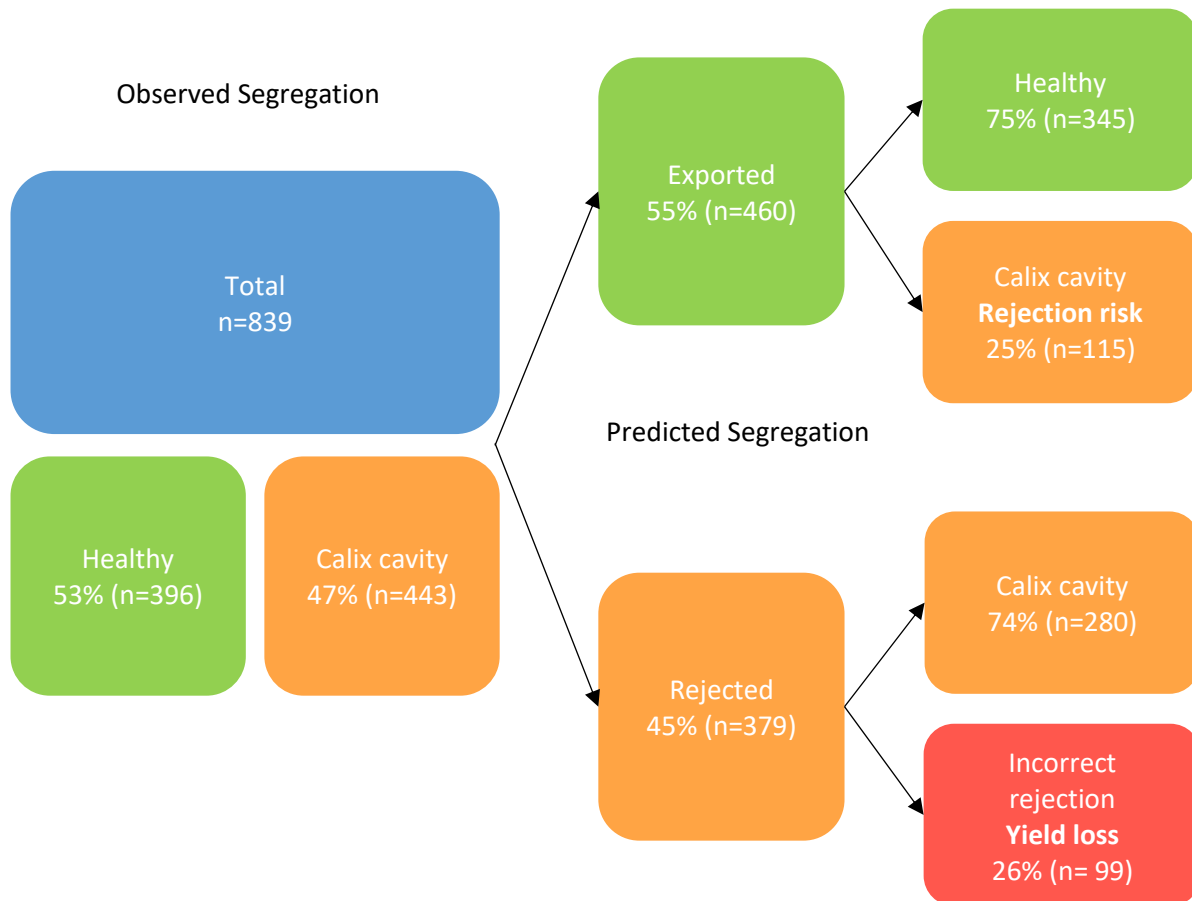 Observed Segregation
Total
n=839
Healthy
53% (n=396)
Calix cavity
47% (n=443)
Predicted Segregation
Exported
55% (n=460)
Healthy
75% (n=345)
Calix cavity
Rejection risk
25% (n=115)
Rejected
45% (n=379)
Calix cavity
74% (n=280)
Incorrect
rejection
Yield loss
26% (n= 99)